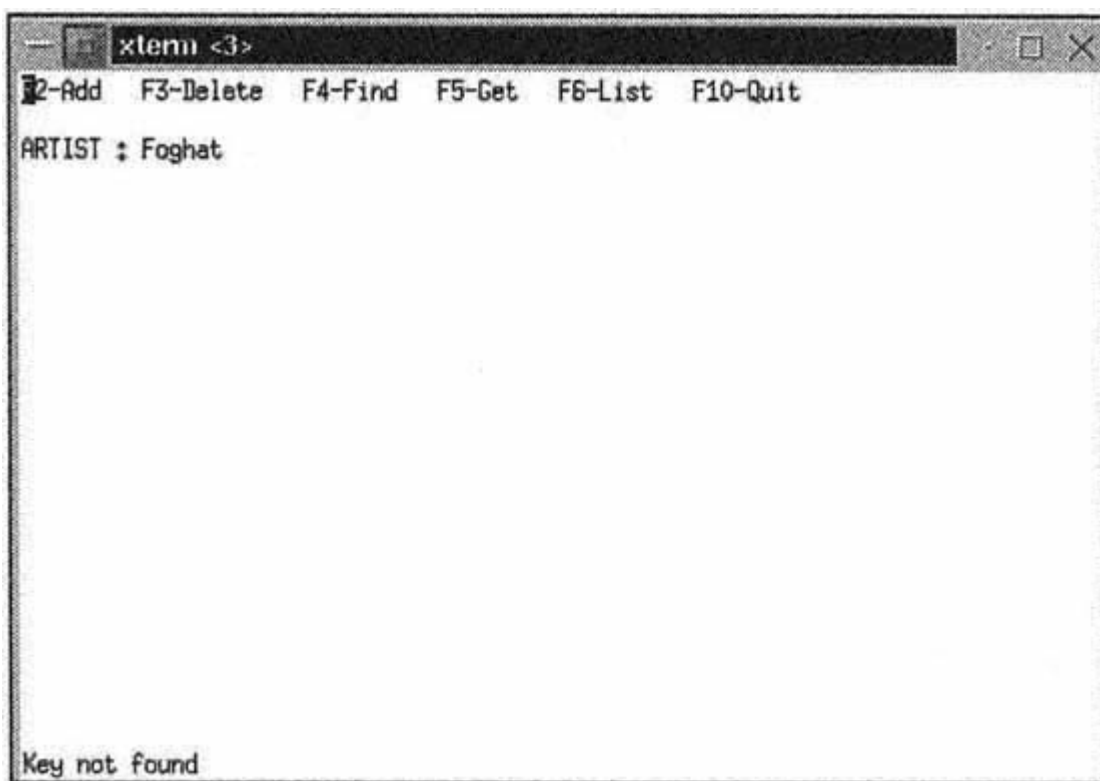 xterm <3>
F2-Add F3-Delete F4-Find F5-Get F6-List F10-Quit
ARTIST : Foghat
Key not found